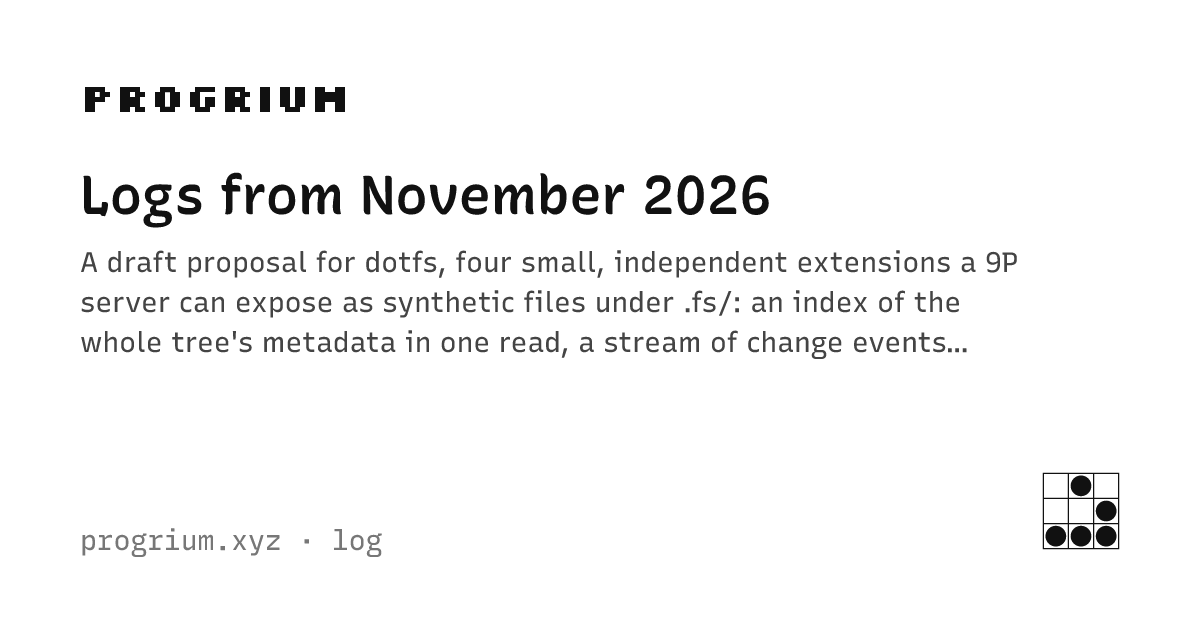 PROGRIUM
Logs from November 2026
A draft proposal for dotfs, four small, independent extensions a 9P
server can expose as synthetic files under .fs/: an index of the
whole tree's metadata in one read, a stream of change events...
progrium.xyz · log